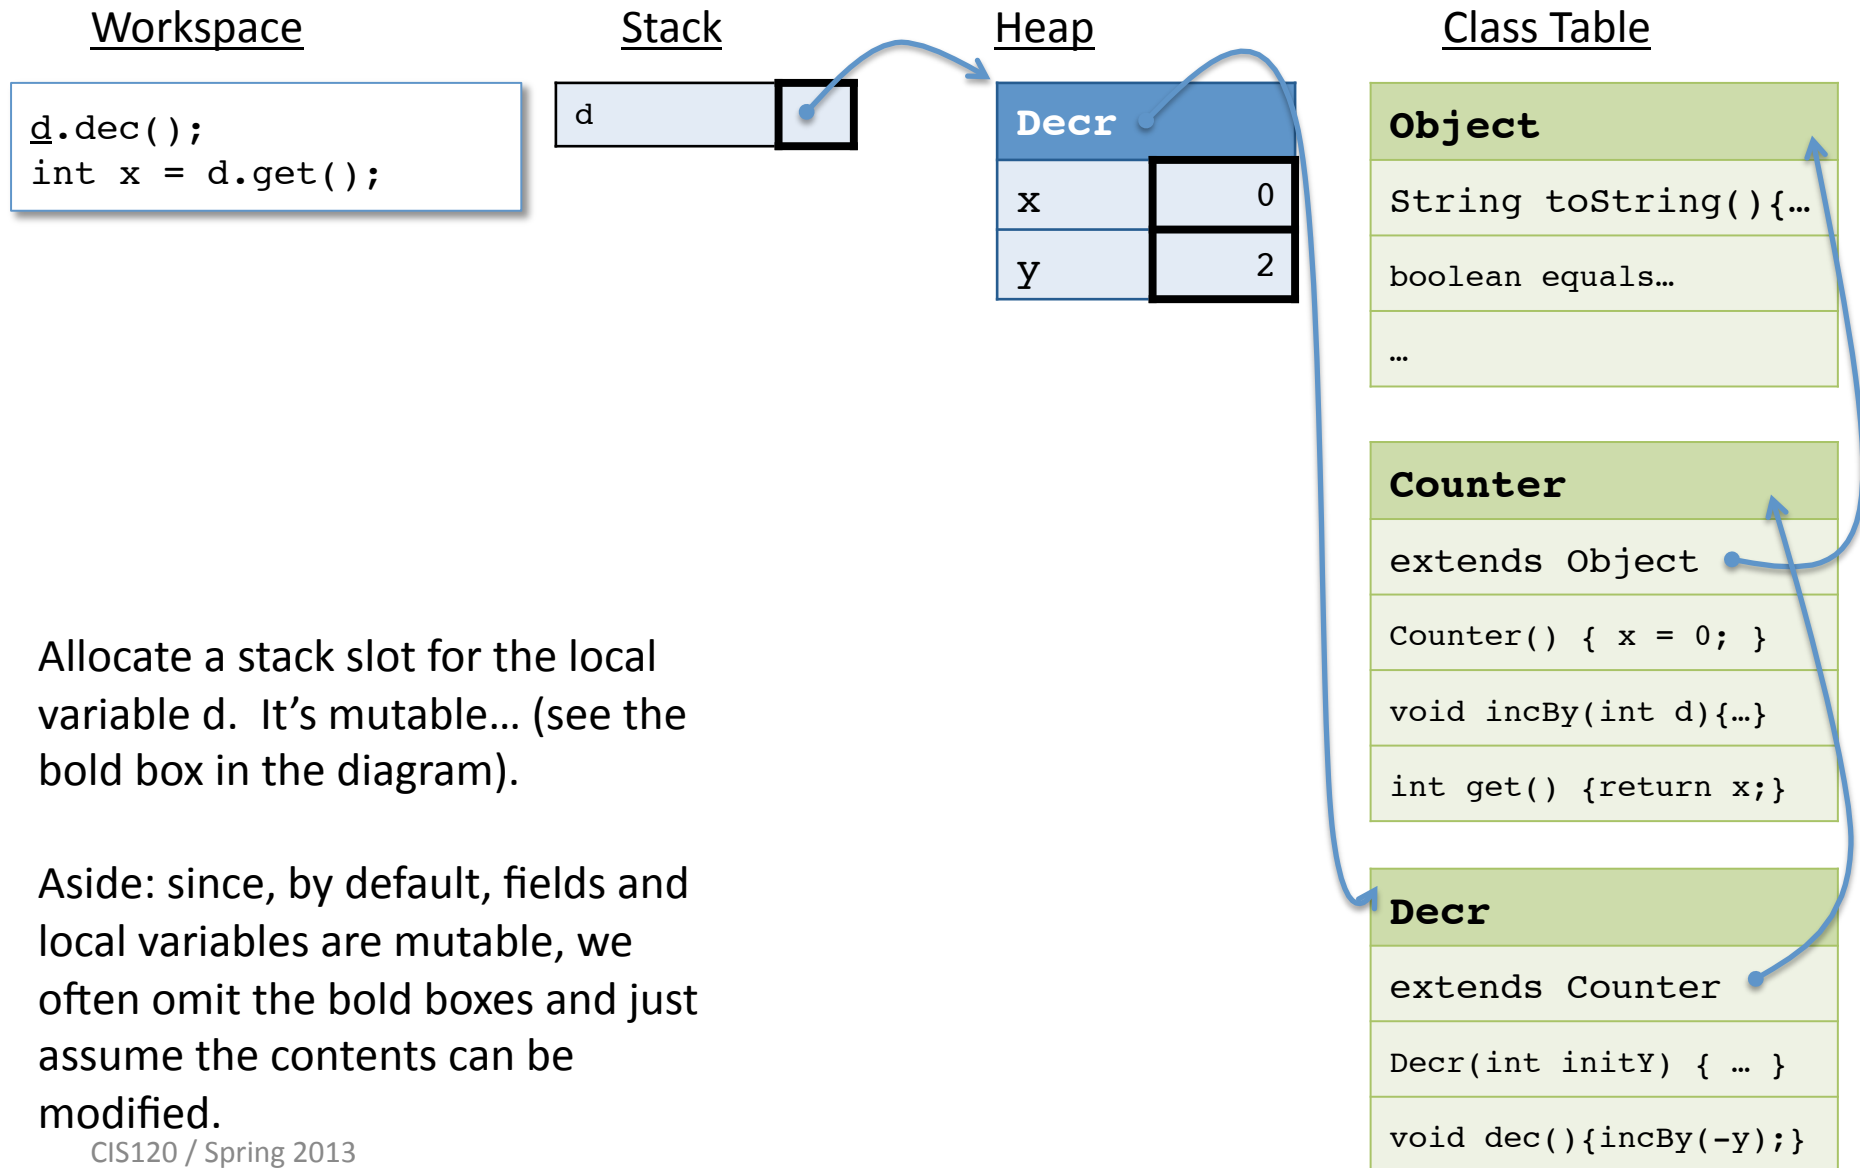 Workspace
Stack
Heap
Class Table
d.dec();
int x = d.get();
d
Decr
x 0
y 2
Object
String toString(){…
boolean equals…
…
Counter
extends Object
Counter() { x = 0; }
void incBy(int d){…}
int get() {return x;}
Decr
extends Counter
Decr(int initY) { … }
void dec(){incBy(-y);}
Allocate a stack slot for the local
variable d.  It's mutable… (see the
bold box in the diagram).
Aside: since, by default, fields and
local variables are mutable, we
often omit the bold boxes and just
assume the contents can be
modified.
CIS120 / Spring 2013